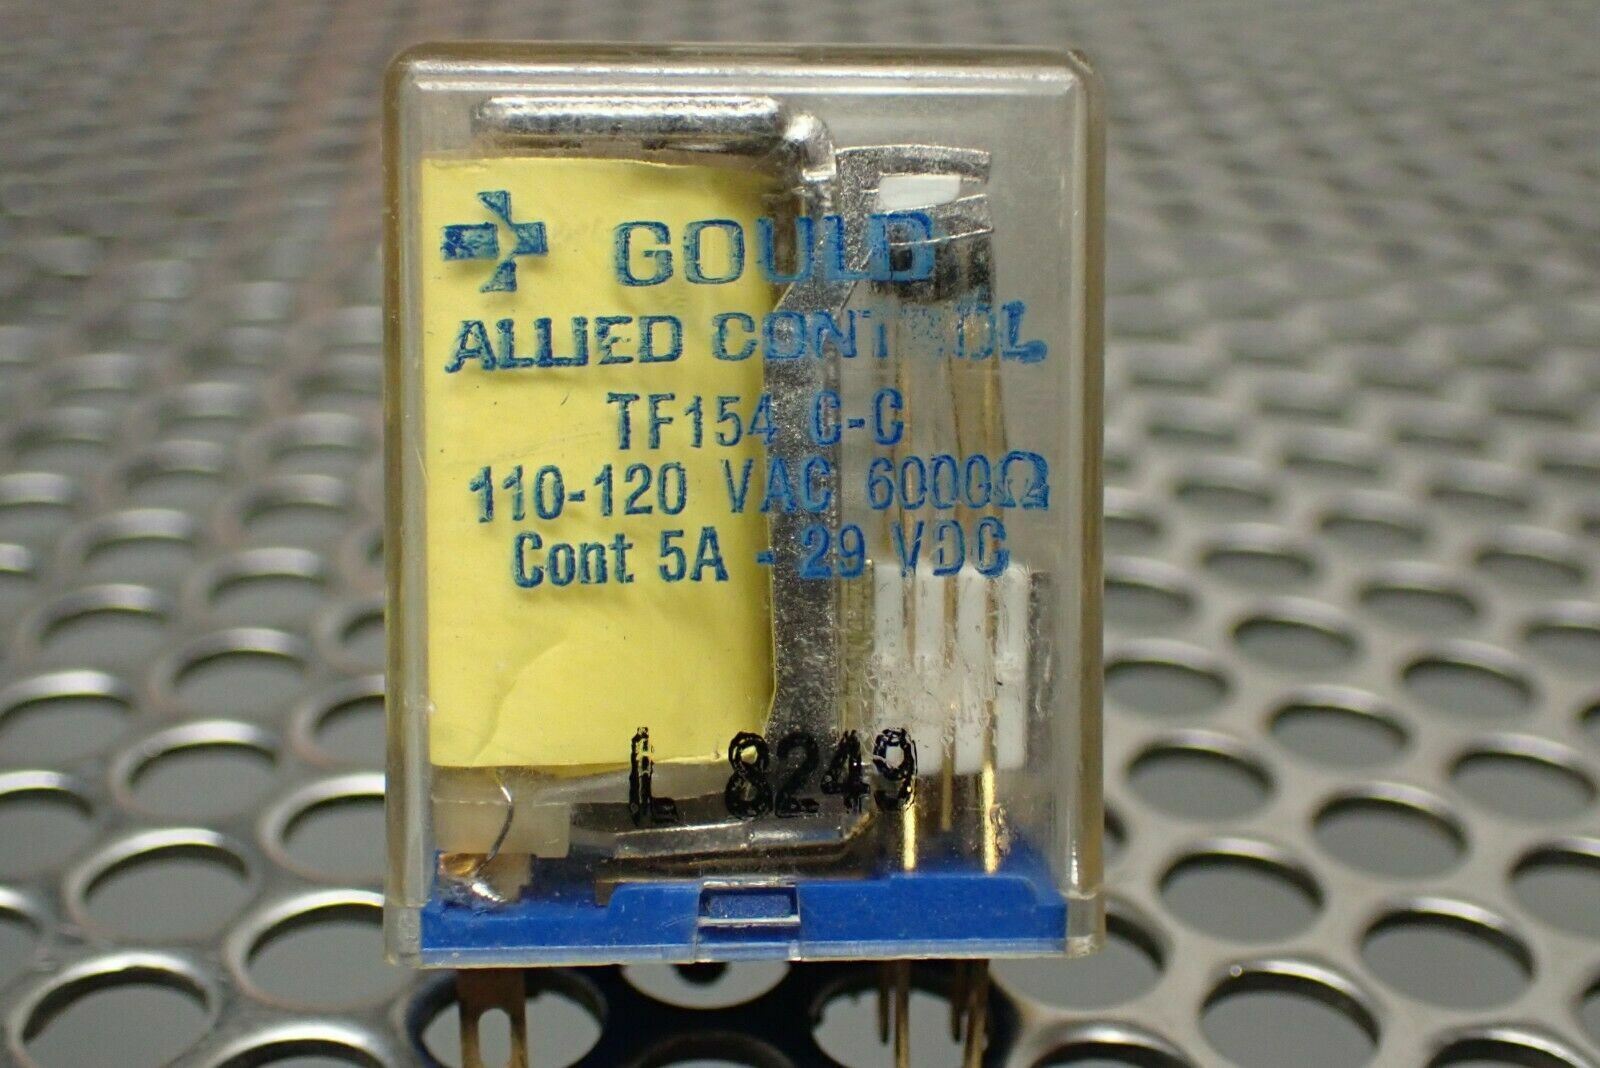 GOULD
ALLIED CONTROL
TF154 C-C
110-120 VAC 6000Ω
Cont 5A - 29 VDC
L 8249